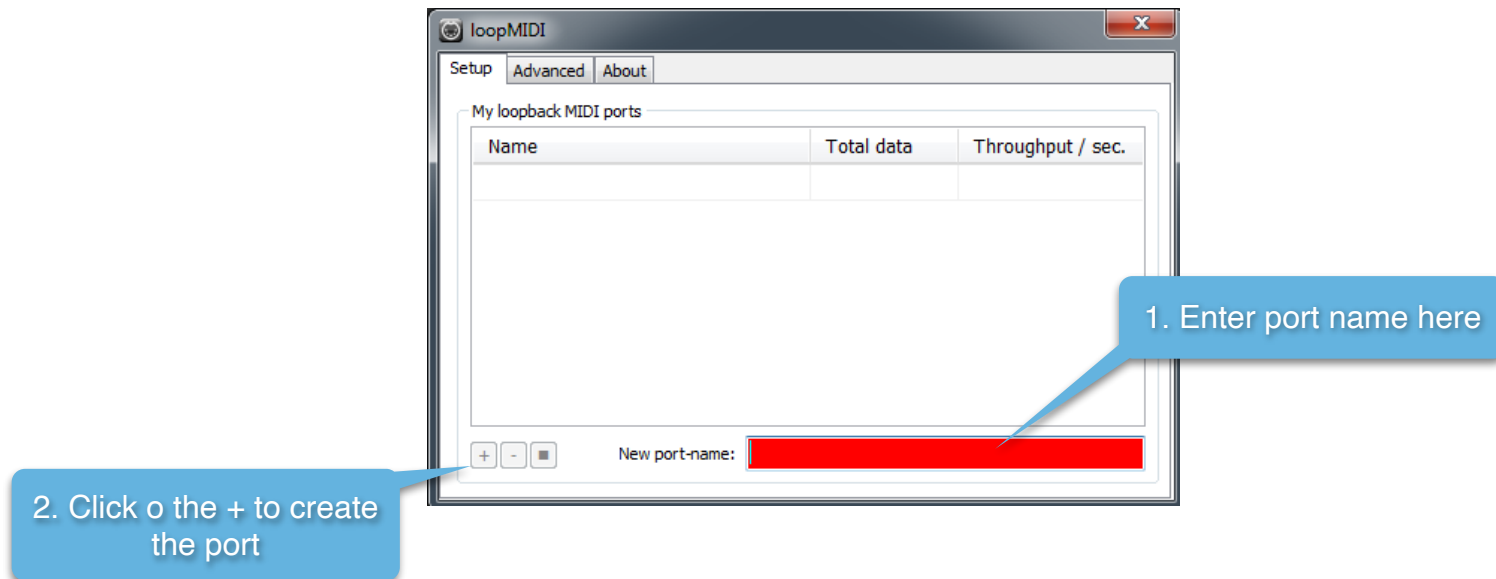 loopMIDI
x
Setup Advanced About
My loopback MIDI ports
Name Total data Throughput / sec.
1. Enter port name here
+ - New port-name:
2. Click o the + to create
the port